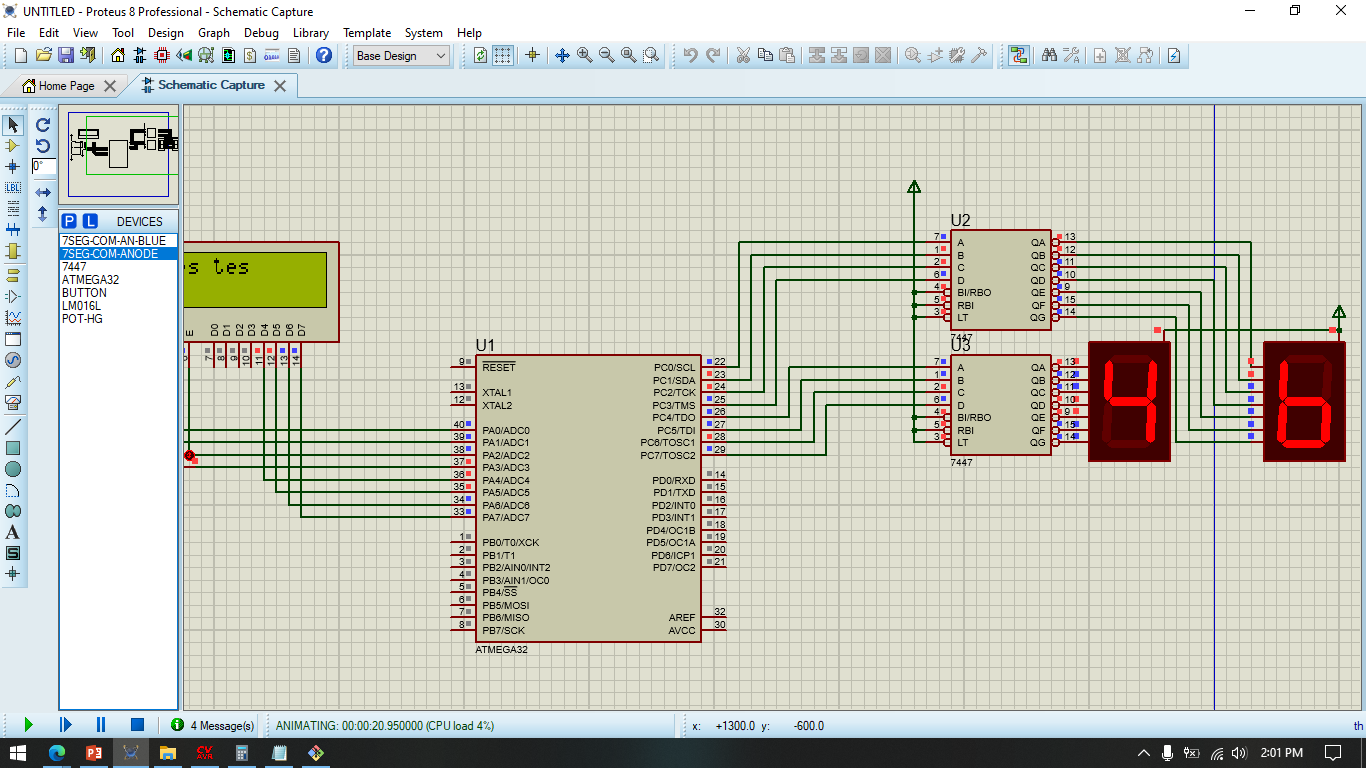 UNTITLED - Proteus 8 Professional - Schematic Capture
File Edit View Tool Design Graph Debug Library Template System Help
Base Design
Home Page
Schematic Capture
0°
LBL
P L DEVICES
7SEG-COM-AN-BLUE
7SEG-COM-ANODE
7447
ATMEGA32
BUTTON
LM016L
POT-HG
A
S
s tes
E D0 D1 D2 D3 D4 D5 D6 D7
7 8 9 10 11 12 13 14
U1
9 RESET
13 XTAL1
12 XTAL2
40 PA0/ADC0
39 PA1/ADC1
38 PA2/ADC2
37 PA3/ADC3
36 PA4/ADC4
35 PA5/ADC5
34 PA6/ADC6
33 PA7/ADC7
1 PB0/T0/XCK
2 PB1/T1
3 PB2/AIN0/INT2
4 PB3/AIN1/OC0
5 PB4/SS
6 PB5/MOSI
7 PB6/MISO
8 PB7/SCK
PC0/SCL 22
PC1/SDA 23
PC2/TCK 24
PC3/TMS 25
PC4/TDO 26
PC5/TDI 27
PC6/TOSC1 28
PC7/TOSC2 29
PD0/RXD 14
PD1/TXD 15
PD2/INT0 16
PD3/INT1 17
PD4/OC1B 18
PD5/OC1A 19
PD6/ICP1 20
PD7/OC2 21
AREF 32
AVCC 30
ATMEGA32
U2
7 A QA 13
1 B QB 12
2 C QC 11
6 D QD 10
4 BI/RBO QE 9
5 RBI QF 15
3 LT QG 14
7447
U3
7 A QA 13
1 B QB 12
2 C QC 11
6 D QD 10
4 BI/RBO QE 9
5 RBI QF 15
3 LT QG 14
7447
4 6
4 Message(s)
ANIMATING: 00:00:20.950000 (CPU load 4%)
x: +1300.0 y: -600.0
th
2:01 PM